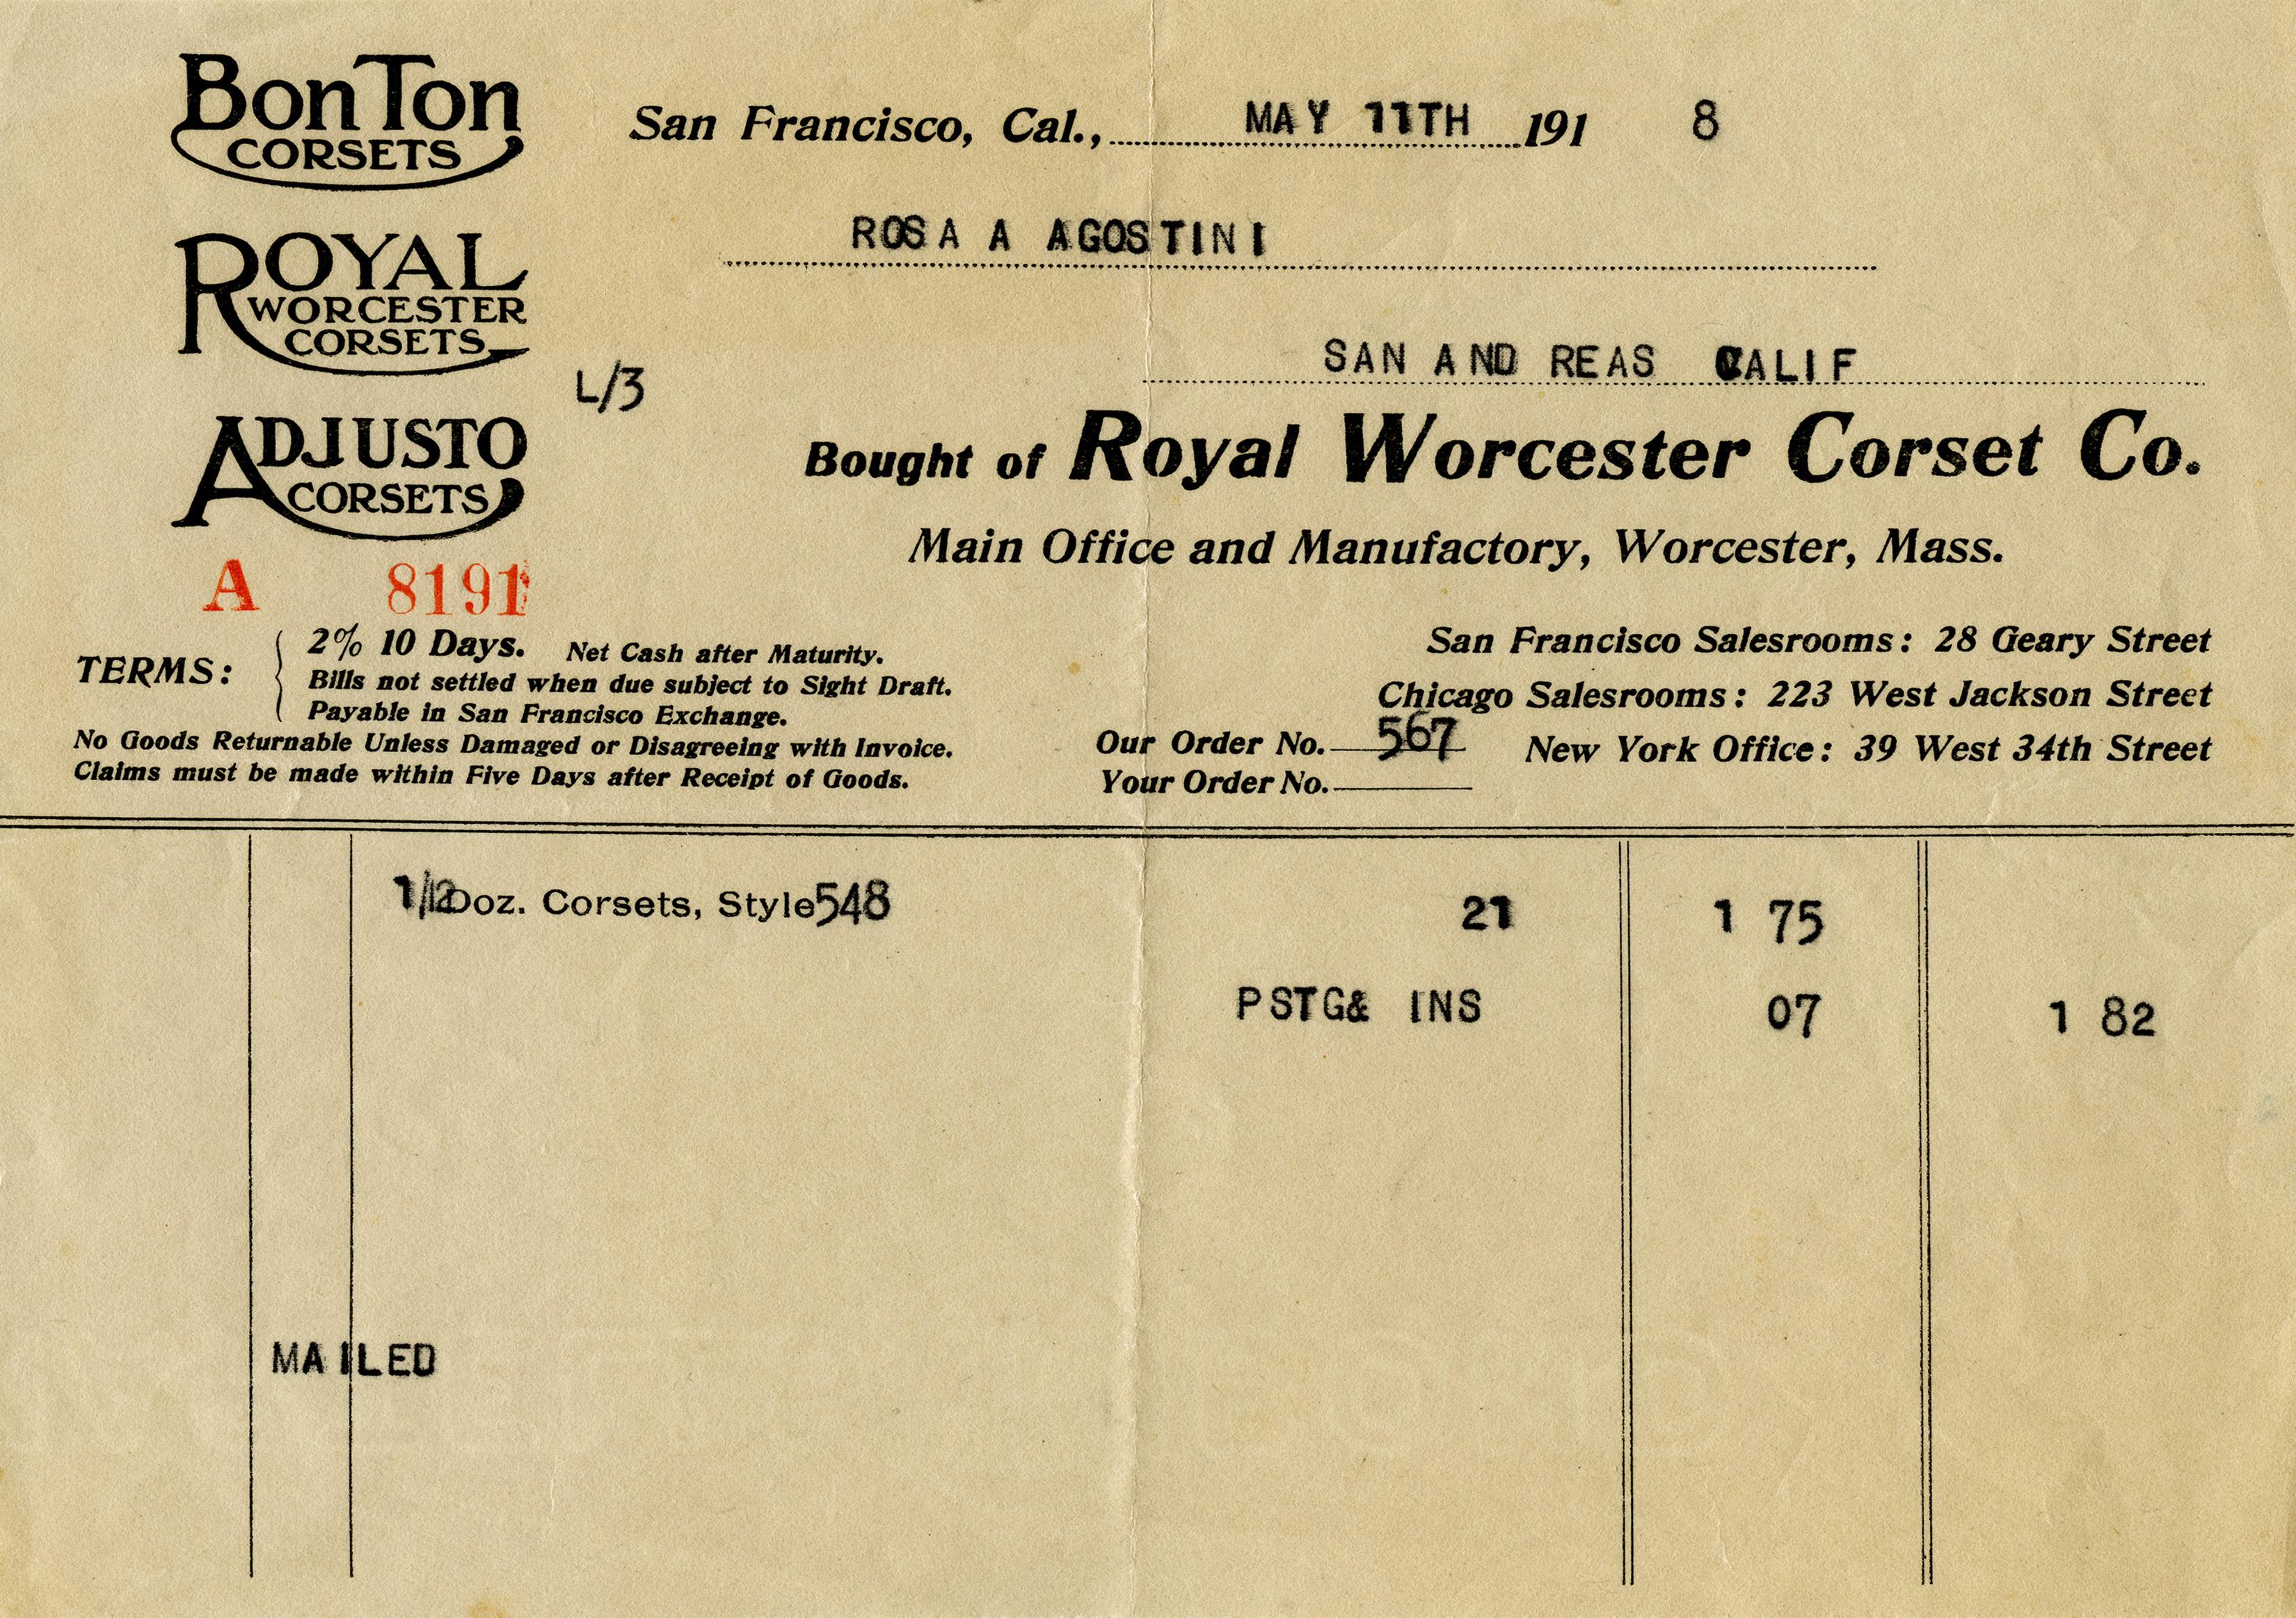 Bon Ton
CORSETS
San Francisco, Cal., MAY 11TH 191 8
ROSA A AGOSTINI
ROYAL
WORCESTER
CORSETS
SAN AND REAS CALIF
L/3
ADJUSTO
CORSETS
Bought of Royal Worcester Corset Co.
Main Office and Manufactory, Worcester, Mass.
A 8191
TERMS: 2% 10 Days. Net Cash after Maturity.
Bills not settled when due subject to Sight Draft.
Payable in San Francisco Exchange.
No Goods Returnable Unless Damaged or Disagreeing with Invoice.
Claims must be made within Five Days after Receipt of Goods.
San Francisco Salesrooms: 28 Geary Street
Chicago Salesrooms: 223 West Jackson Street
Our Order No. 567 New York Office: 39 West 34th Street
Your Order No.
1/12 Doz. Corsets, Style 548 21 1 75
PSTG& INS 07 1 82
MAILED